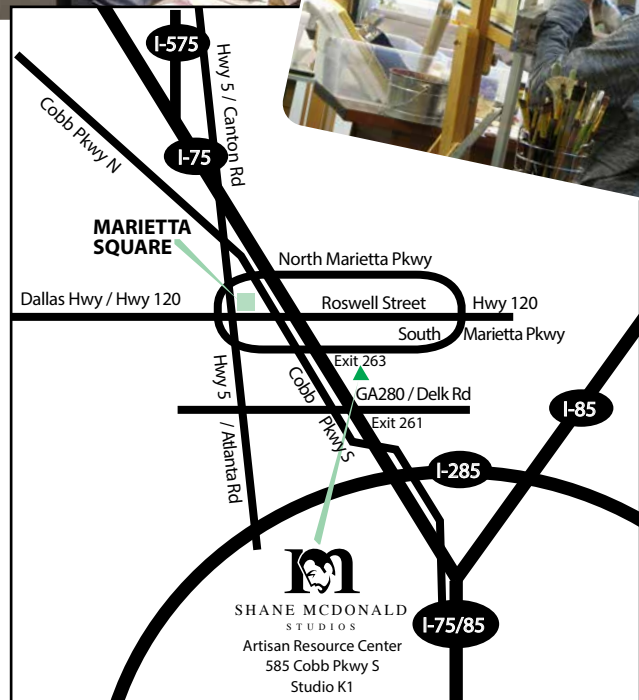 I-575
Hwy 5 / Canton Rd
Cobb Pkwy N
I-75
MARIETTA
SQUARE
North Marietta Pkwy
Dallas Hwy / Hwy 120
Roswell Street
Hwy 120
South Marietta Pkwy
Exit 263
Hwy 5 / Atlanta Rd
Cobb Pkwy S
GA280 / Delk Rd
I-85
Exit 261
I-285
m
SHANE MCDONALD
STUDIOS
I-75/85
Artisan Resource Center
585 Cobb Pkwy S
Studio K1